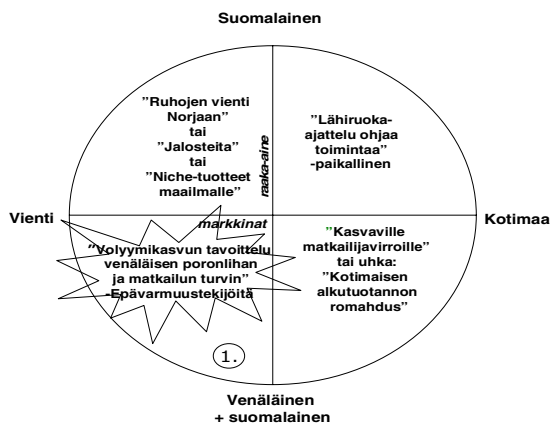 Suomalainen
"Ruhojen vienti
Norjaan"
tai
"Jalosteita"
tai
"Niche-tuotteet
maailmalle"
raaka-aine
"Lähiruoka-
ajattelu ohjaa
toimintaa"
-paikallinen
Vienti
markkinat
Kotimaa
"Volyymikasvun tavoittelu
venäläisen poronlihan
ja matkailun turvin"
-Epävarmuustekijöitä
"Kasvaville
matkailijavirroille"
tai uhka:
"Kotimaisen
alkutuotannon
romahdus"
1.
Venäläinen
+ suomalainen